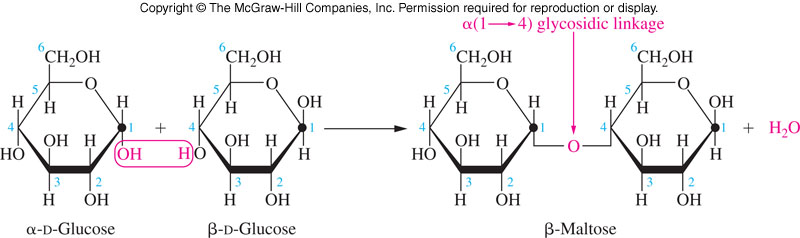 Copyright © The McGraw-Hill Companies, Inc. Permission required for reproduction or display.
α(1⟶4) glycosidic linkage
6 CH₂OH 6 CH₂OH 6 CH₂OH 6 CH₂OH
5 O 5 O 5 O 5 O
H H H H H OH H H H H H OH
4 1 + 4 1 4 1 4 1 + H₂O
OH H OH H OH H OH H
HO OH H O H HO O H
3 2 3 2 3 2 3 2
H OH H OH H OH H OH
α-D-Glucose β-D-Glucose β-Maltose